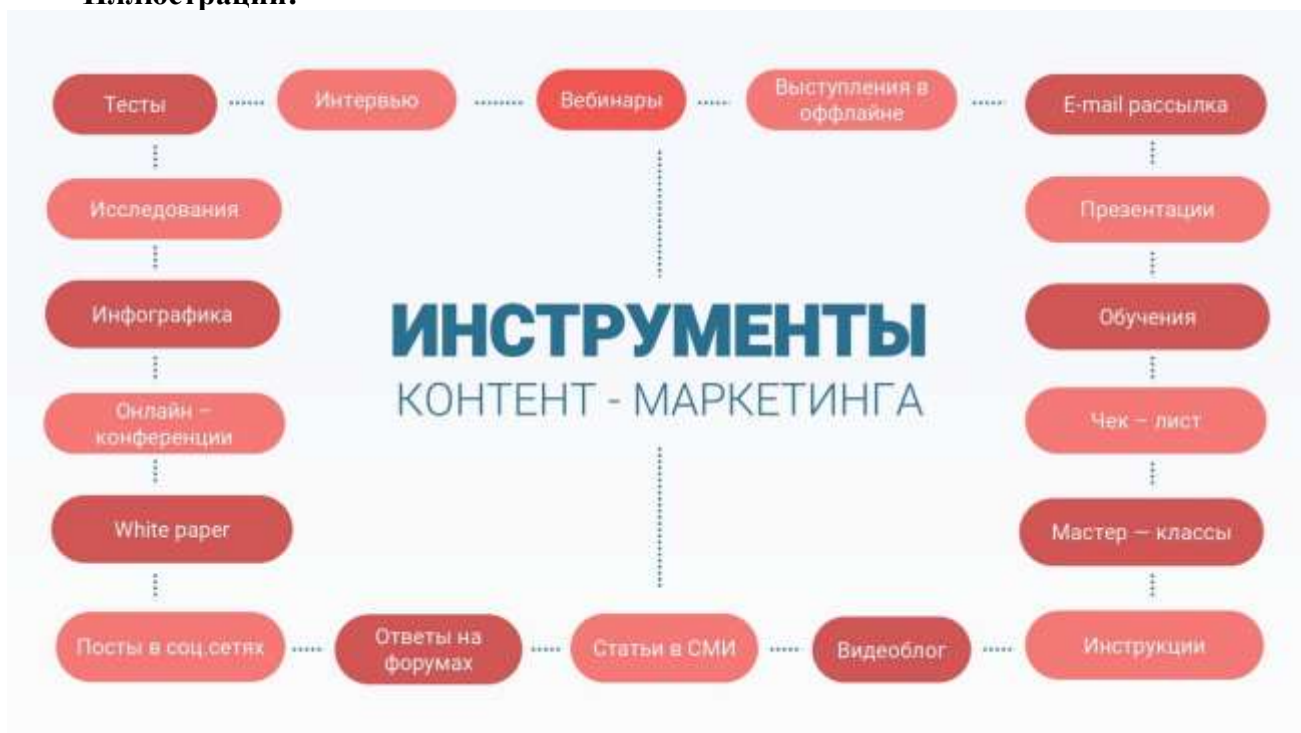 Иллюстрации:
Тесты
Интервью
Вебинары
Выступления в
оффлайне
E-mail рассылка
Исследования
Презентации
Инфографика
ИНСТРУМЕНТЫ
Обучения
КОНТЕНТ - МАРКЕТИНГА
Онлайн –
конференции
Чек – лист
White paper
Мастер — классы
Посты в соц.сетях
Ответы на
форумах
Статьи в СМИ
Видеоблог
Инструкции